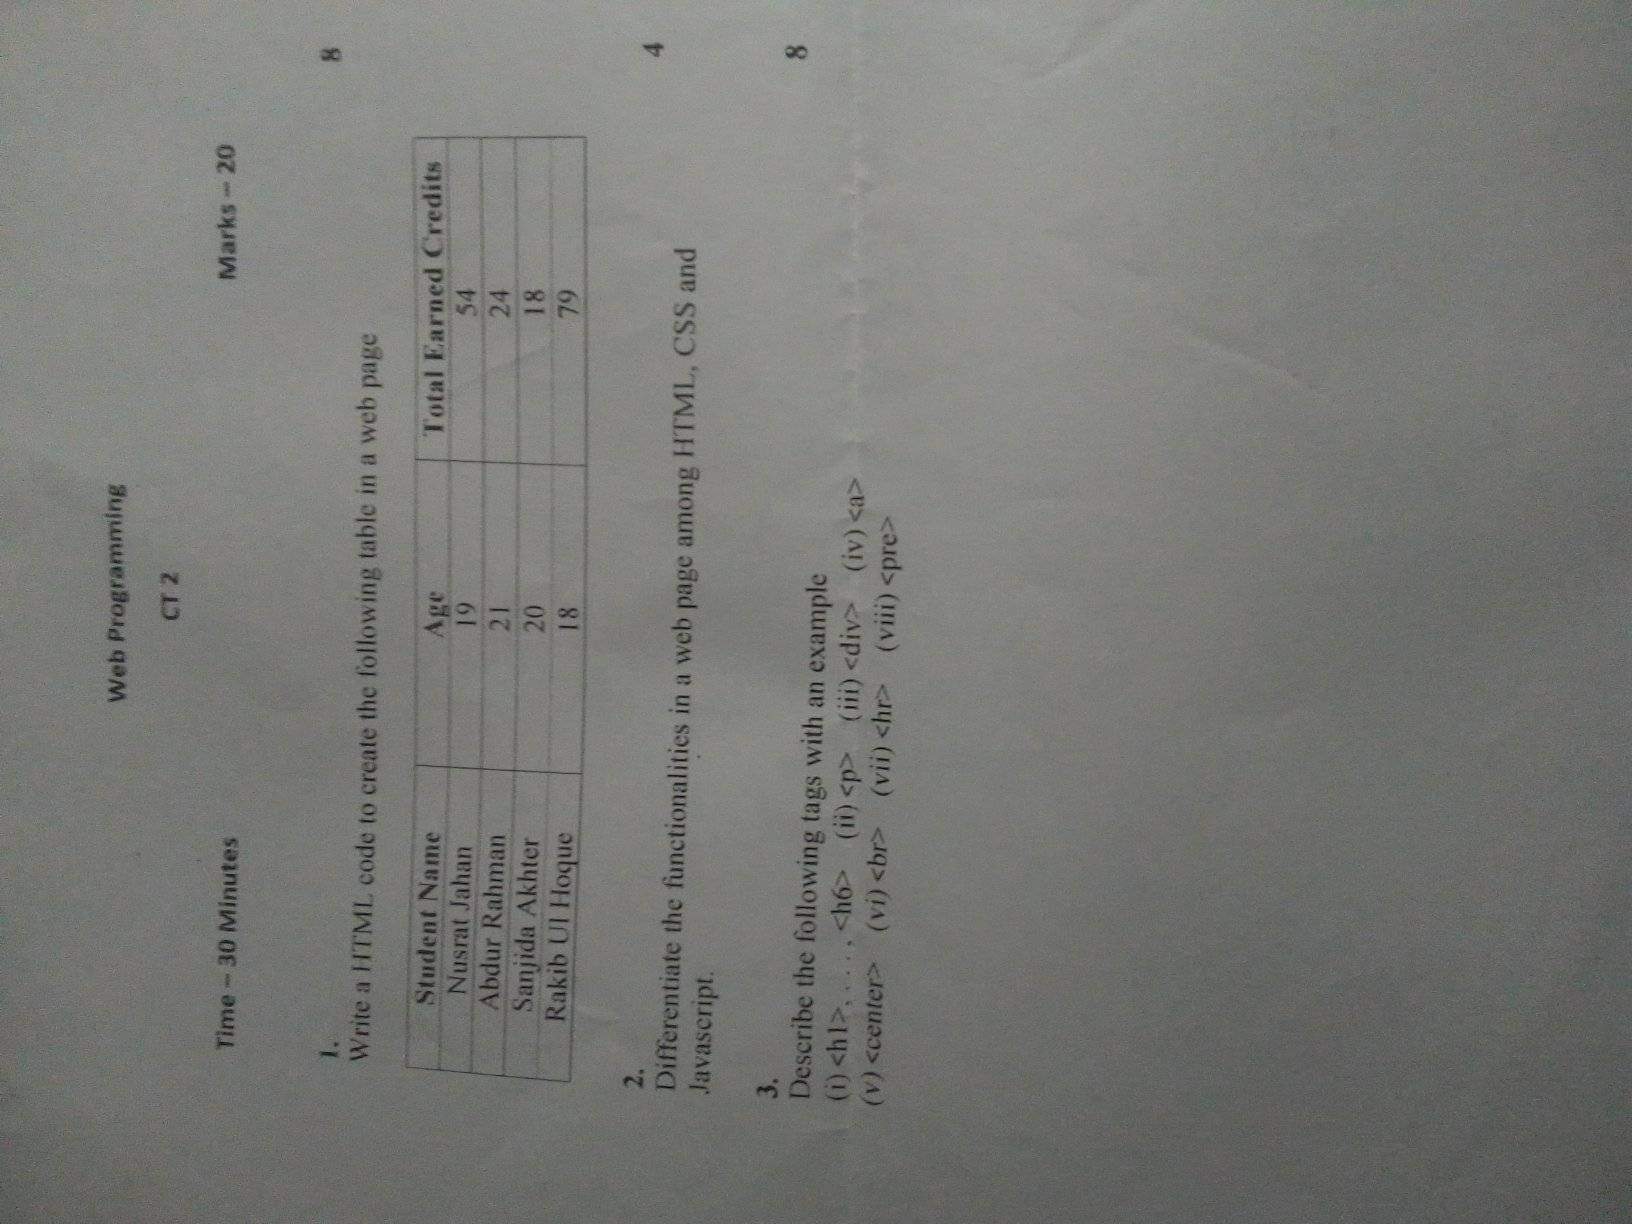 Web Programming
CT 2
Time – 30 Minutes Marks – 20
1. 8
Write a HTML code to create the following table in a web page
Student Name Age Total Earned Credits
Nusrat Jahan 19 54
Abdur Rahman 21 24
Sanjida Akhter 20 18
Rakib Ul Hoque 18 79
2. 4
Differentiate the functionalities in a web page among HTML, CSS and
Javascript.
3. 8
Describe the following tags with an example
(i) <h1>, . . . , <h6> (ii) <p> (iii) <div> (iv) <a>
(v) <center> (vi) <br> (vii) <hr> (viii) <pre>